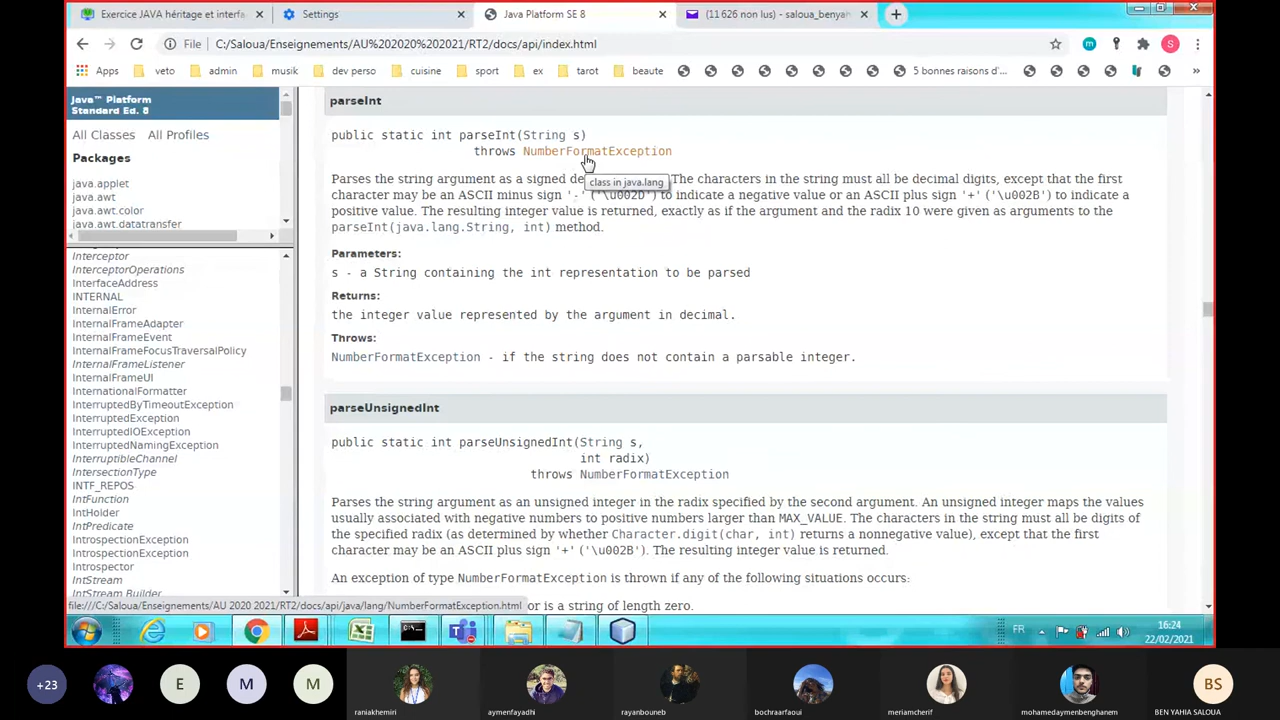 Exercice JAVA héritage et interfa
Settings
Java Platform SE 8
(11 626 non lus) - saloua_benyah
File
C:/Saloua/Enseignements/AU%202020%202021/RT2/docs/api/index.html
Apps
veto
admin
musik
dev perso
cuisine
sport
ex
tarot
beaute
5 bonnes raisons d'...
Java™ Platform
Standard Ed. 8
All Classes All Profiles
Packages
java.applet
java.awt
java.awt.color
java.awt.datatransfer
Interceptor
InterceptorOperations
InterfaceAddress
INTERNAL
InternalError
InternalFrameAdapter
InternalFrameEvent
InternalFrameFocusTraversalPolicy
InternalFrameListener
InternalFrameUI
InternationalFormatter
InterruptedByTimeoutException
InterruptedException
InterruptedIOException
InterruptedNamingException
InterruptibleChannel
IntersectionType
INTF_REPOS
IntFunction
IntHolder
IntPredicate
IntrospectionException
IntrospectionException
Introspector
IntStream
IntStream.Builder
parseInt
public static int parseInt(String s)
throws NumberFormatException
class in java.lang
Parses the string argument as a signed de The characters in the string must all be decimal digits, except that the first
character may be an ASCII minus sign '-' ('\u002D') to indicate a negative value or an ASCII plus sign '+' ('\u002B') to indicate a
positive value. The resulting integer value is returned, exactly as if the argument and the radix 10 were given as arguments to the
parseInt(java.lang.String, int) method.
Parameters:
s - a String containing the int representation to be parsed
Returns:
the integer value represented by the argument in decimal.
Throws:
NumberFormatException - if the string does not contain a parsable integer.
parseUnsignedInt
public static int parseUnsignedInt(String s,
int radix)
throws NumberFormatException
Parses the string argument as an unsigned integer in the radix specified by the second argument. An unsigned integer maps the values
usually associated with negative numbers to positive numbers larger than MAX_VALUE. The characters in the string must all be digits of
the specified radix (as determined by whether Character.digit(char, int) returns a nonnegative value), except that the first
character may be an ASCII plus sign '+' ('\u002B'). The resulting integer value is returned.
An exception of type NumberFormatException is thrown if any of the following situations occurs:
or is a string of length zero.
file:///C:/Saloua/Enseignements/AU 2020 2021/RT2/docs/api/java/lang/NumberFormatException.html
FR
16:24
22/02/2021
+23
E
M
M
BS
raniakhemiri
aymenfayadhi
rayanbouneb
bochraarfaoui
meriamcherif
mohamedaymenbenghanem
BEN YAHIA SALOUA